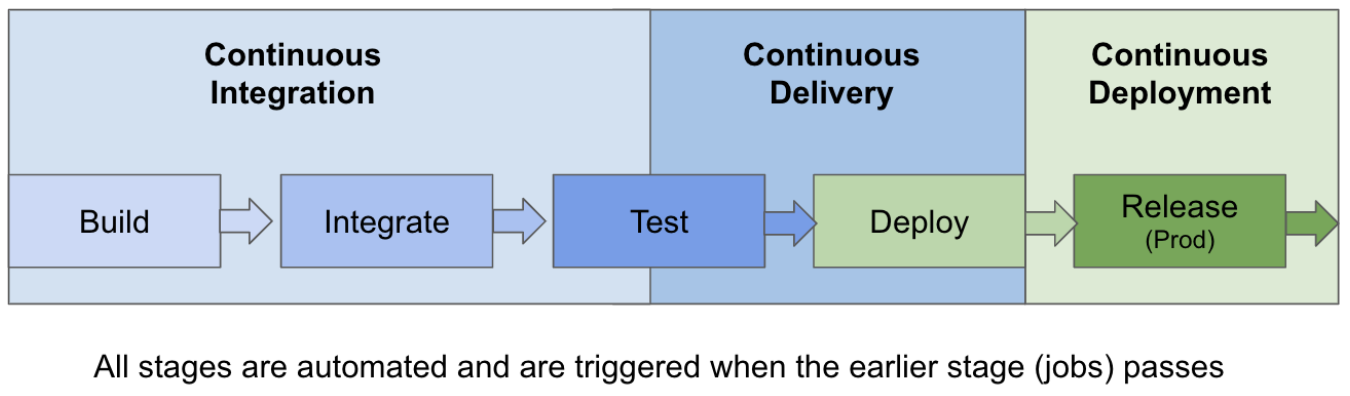 Continuous
Integration
Continuous
Delivery
Continuous
Deployment
Build
Integrate
Test
Deploy
Release
(Prod)
All stages are automated and are triggered when the earlier stage (jobs) passes